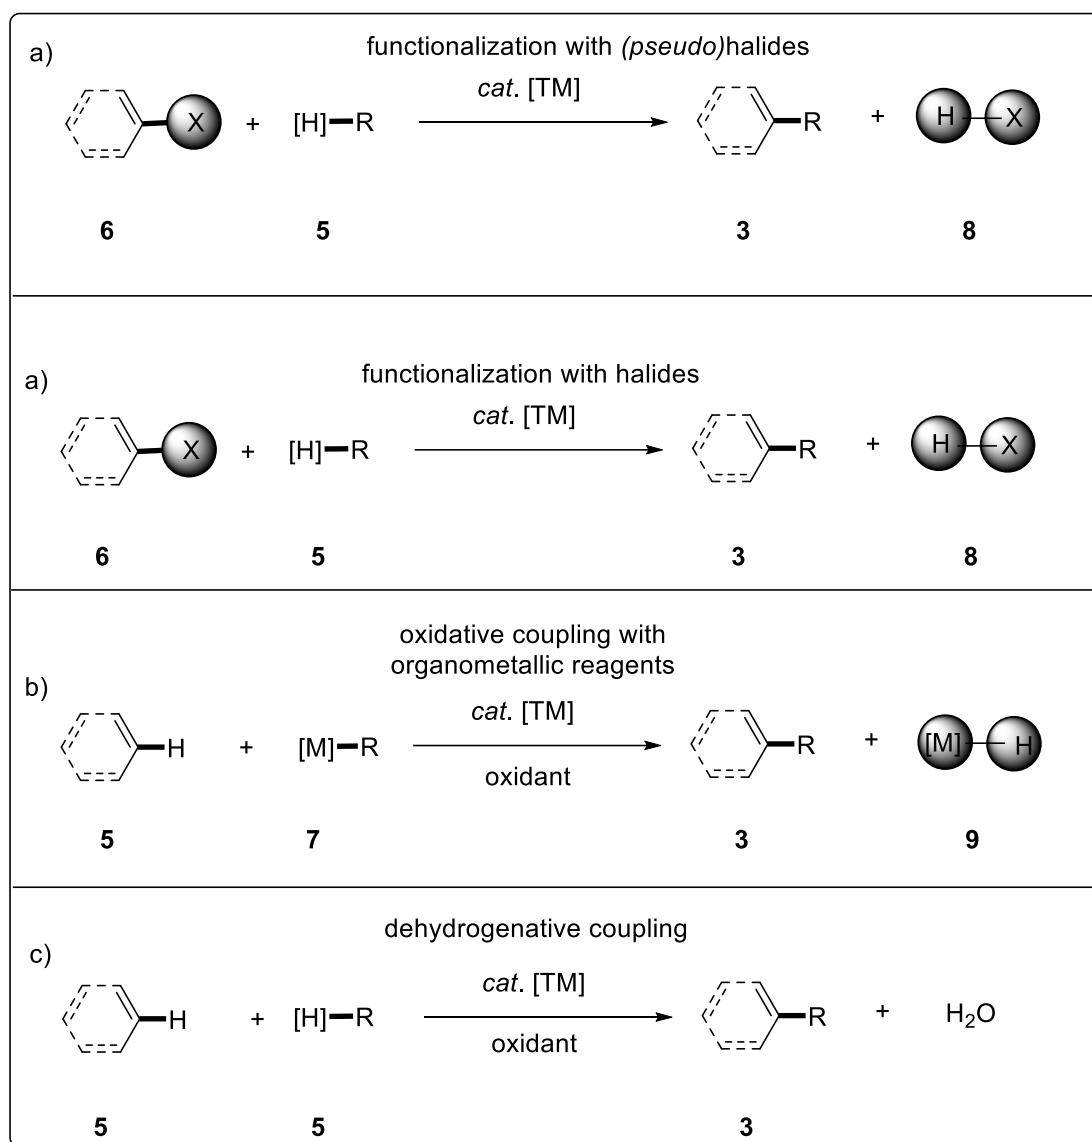 a) functionalization with (pseudo)halides
cat. [TM]
X + [H]—R R + H—X
6 5 3 8
a) functionalization with halides
cat. [TM]
X + [H]—R R + H—X
6 5 3 8
oxidative coupling with
organometallic reagents
b) cat. [TM]
H + [M]—R R + [M]—H
oxidant
5 7 3 9
dehydrogenative coupling
c) cat. [TM]
H + [H]—R R + H₂O
oxidant
5 5 3